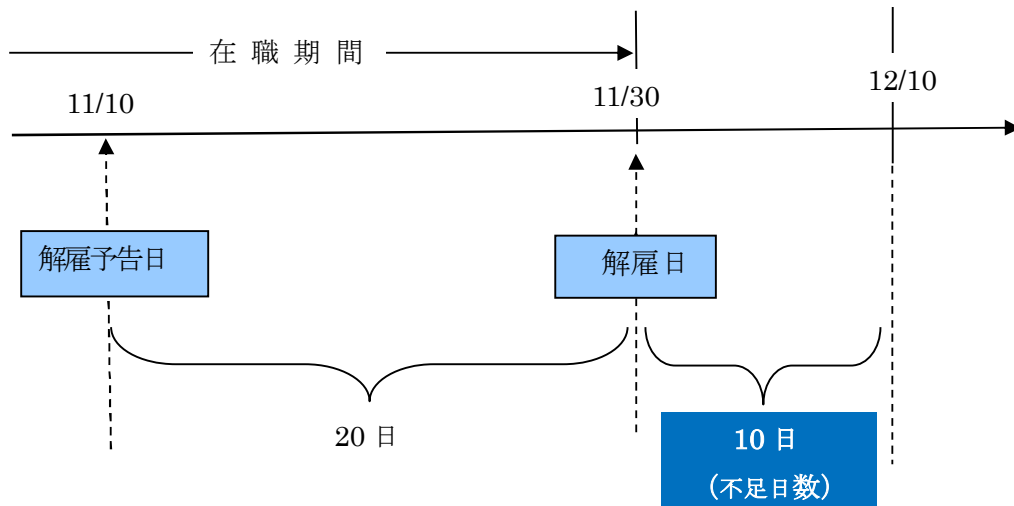 在 職 期 間
11/10
11/30
12/10
解雇予告日
解雇日
20 日
10 日
(不足日数)